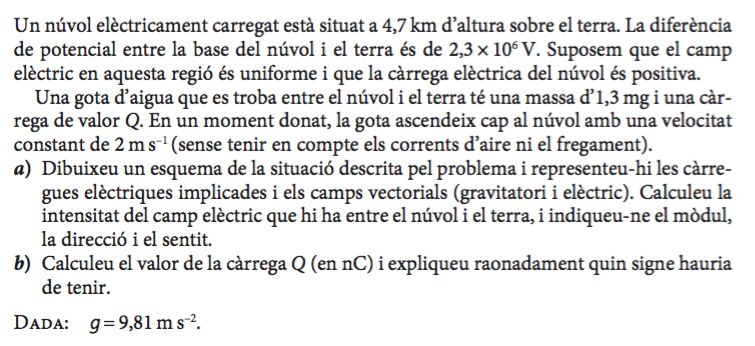 Un núvol elèctricament carregat està situat a 4,7 km d’altura sobre el terra. La diferència
de potencial entre la base del núvol i el terra és de 2,3 × 10⁶ V. Suposem que el camp
elèctric en aquesta regió és uniforme i que la càrrega elèctrica del núvol és positiva.
Una gota d’aigua que es troba entre el núvol i el terra té una massa d’1,3 mg i una càr-
rega de valor Q. En un moment donat, la gota ascendeix cap al núvol amb una velocitat
constant de 2 m s⁻¹ (sense tenir en compte els corrents d’aire ni el fregament).
a) Dibuixeu un esquema de la situació descrita pel problema i representeu-hi les càrre-
gues elèctriques implicades i els camps vectorials (gravitatori i elèctric). Calculeu la
intensitat del camp elèctric que hi ha entre el núvol i el terra, i indiqueu-ne el mòdul,
la direcció i el sentit.
b) Calculeu el valor de la càrrega Q (en nC) i expliqueu raonadament quin signe hauria
de tenir.
DADA: g = 9,81 m s⁻².